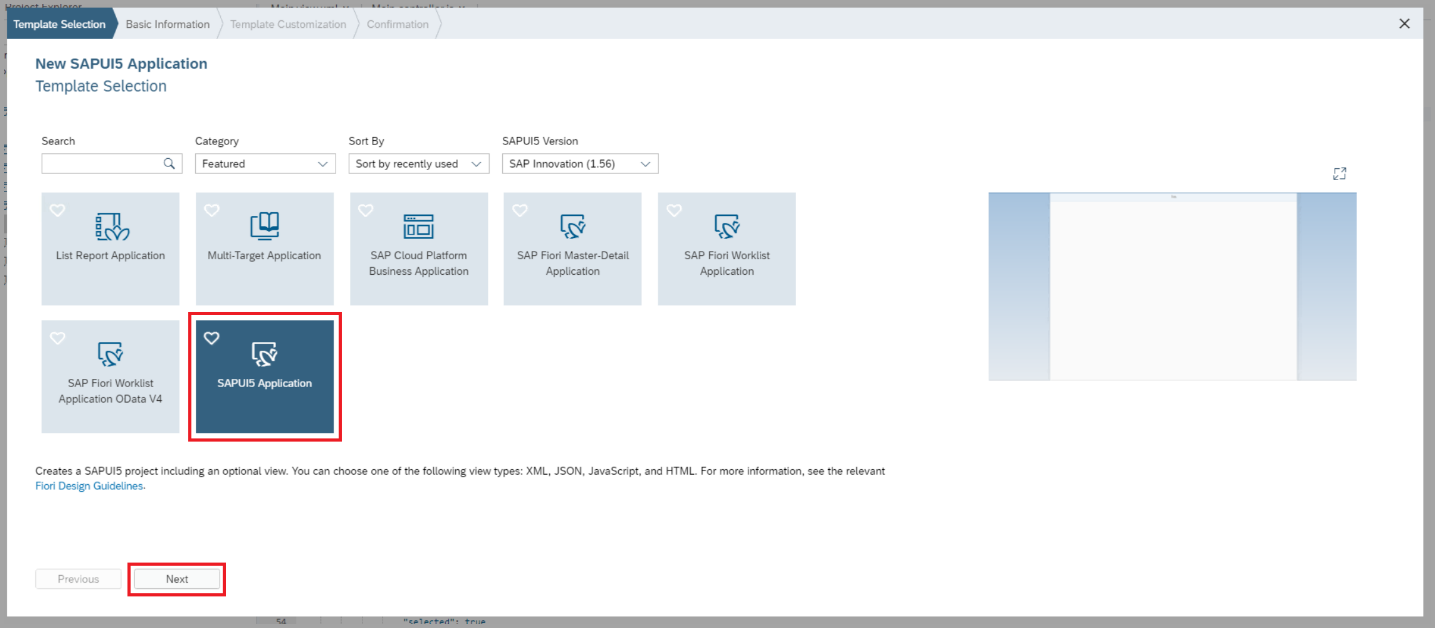 Project Explorer
Template Selection
Basic Information
Template Customization
Confirmation
New SAPUI5 Application
Template Selection
Search
Category
Sort By
SAPUI5 Version
Featured
Sort by recently used
SAP Innovation (1.56)
List Report Application
Multi-Target Application
SAP Cloud Platform
Business Application
SAP Fiori Master-Detail
Application
SAP Fiori Worklist
Application
SAP Fiori Worklist
Application OData V4
SAPUI5 Application
Creates a SAPUI5 project including an optional view. You can choose one of the following view types: XML, JSON, JavaScript, and HTML. For more information, see the relevant
Fiori Design Guidelines.
Previous
Next
54
"selected": true